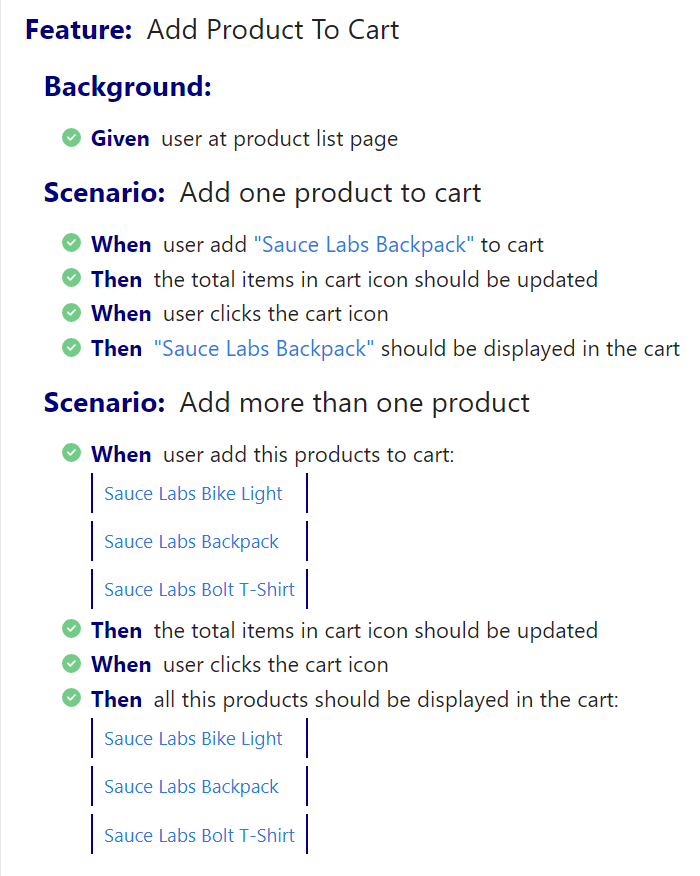 Feature: Add Product To Cart
Background:
Given user at product list page
Scenario: Add one product to cart
When user add "Sauce Labs Backpack" to cart
Then the total items in cart icon should be updated
When user clicks the cart icon
Then "Sauce Labs Backpack" should be displayed in the cart
Scenario: Add more than one product
When user add this products to cart:
Sauce Labs Bike Light
Sauce Labs Backpack
Sauce Labs Bolt T-Shirt
Then the total items in cart icon should be updated
When user clicks the cart icon
Then all this products should be displayed in the cart:
Sauce Labs Bike Light
Sauce Labs Backpack
Sauce Labs Bolt T-Shirt